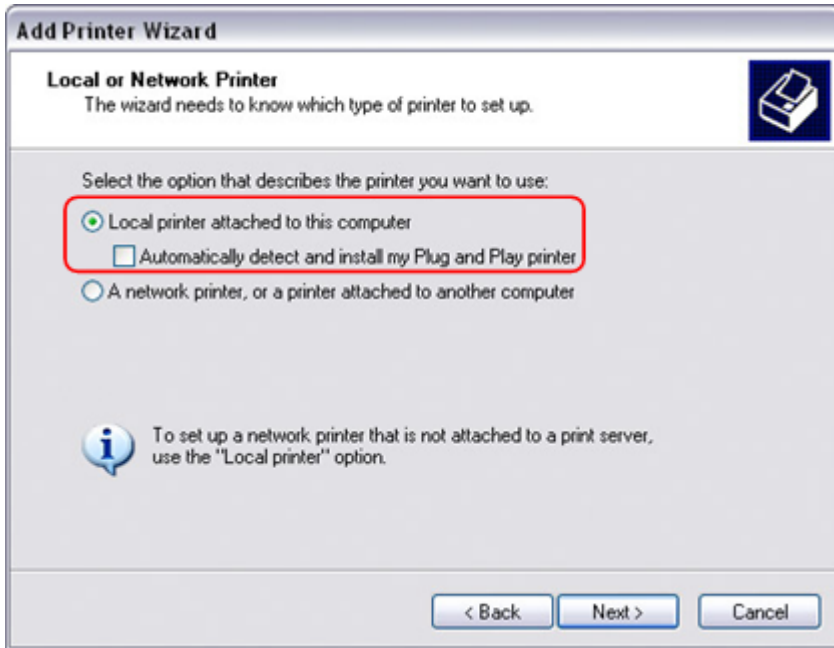 Add Printer Wizard
Local or Network Printer
The wizard needs to know which type of printer to set up.
Select the option that describes the printer you want to use:
Local printer attached to this computer
Automatically detect and install my Plug and Play printer
A network printer, or a printer attached to another computer
To set up a network printer that is not attached to a print server,
use the "Local printer" option.
< Back
Next >
Cancel